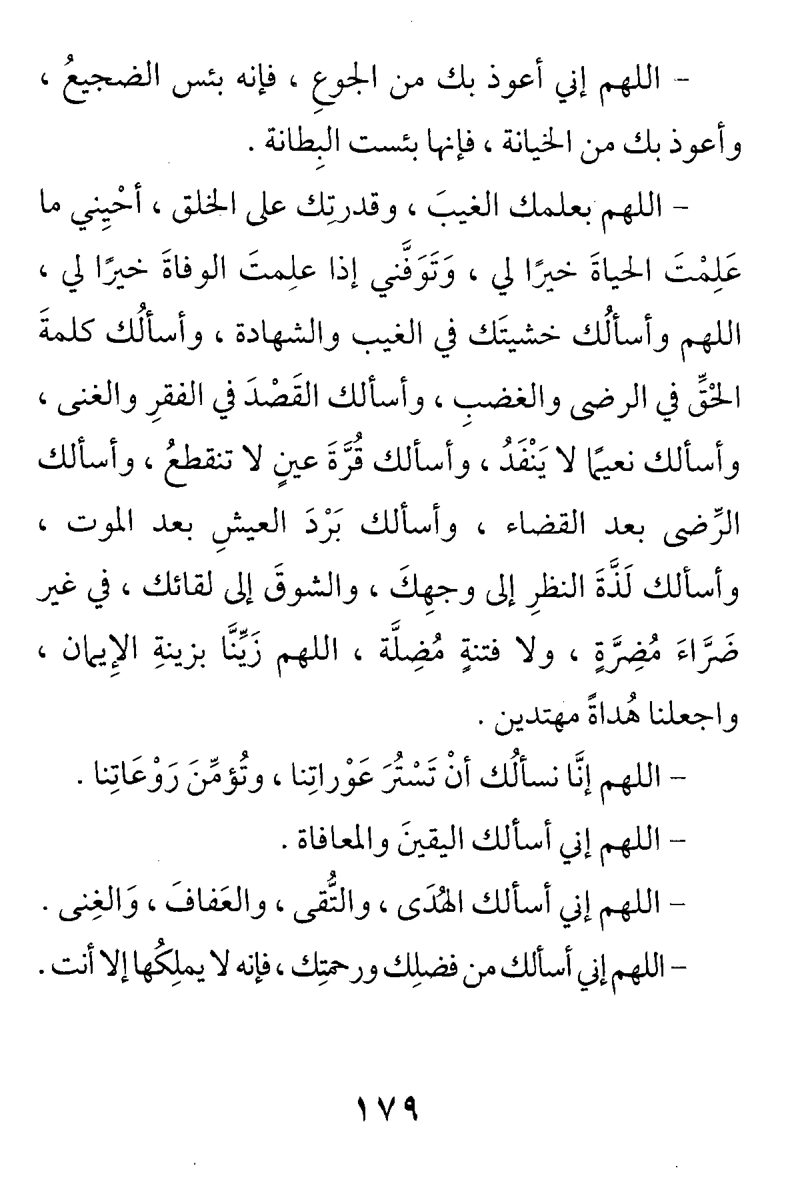 - اللهم إني أعوذ بك من الجوعِ ، فإنه بئس الضجيعُ ،
وأعوذ بك من الخيانة ، فإنها بئست البِطانة .
- اللهم بعلمك الغيبَ ، وقدرتِك على الخلق ، أحْيِني ما
عَلِمْتَ الحياةَ خيرًا لي ، وَتَوَفَّني إذا علِمتَ الوفاةَ خيرًا لي ،
اللهم وأسألُك خشيتَك في الغيب والشهادة ، وأسألُك كلمةَ
الحْقِّ في الرضى والغضبِ ، وأسألك القَصْدَ في الفقرِ والغنى ،
وأسألك نعيمًا لا يَنْفَدُ ، وأسألك قُرَّةَ عينٍ لا تنقطعُ ، وأسألك
الرِّضى بعد القضاء ، وأسألك بَرْدَ العيشِ بعد الموت ،
وأسألك لَذَّةَ النظرِ إلى وجهِكَ ، والشوقَ إلى لقائك ، في غير
ضَرَّاءَ مُضِرَّةٍ ، ولا فتنةٍ مُضِلَّة ، اللهم زَيِّنَّا بزينةِ الإِيمان ،
واجعلنا هُداةً مهتدين .
- اللهم إنَّا نسألُك أنْ تَسْتُرَ عَوْراتِنا ، وتُؤمِّنَ رَوْعَاتِنا .
- اللهم إني أسألك اليقينَ والمعافاة .
- اللهم إني أسألك الهُدَى ، والتُّقى ، والعَفافَ ، وَالغِنى .
- اللهم إني أسألك من فضلِك ورحمتِك ، فإنه لا يملِكُها إلا أنت .
١٧٩